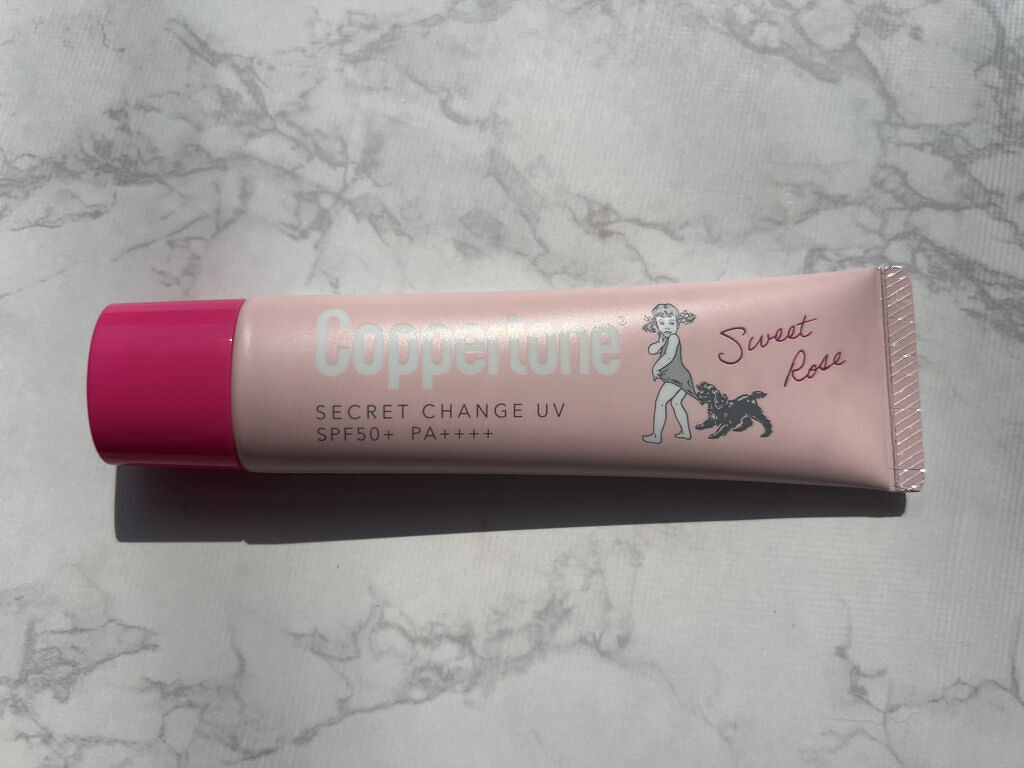 Coppertone®
SECRET CHANGE UV
SPF50+ PA++++
Sweet
Rose